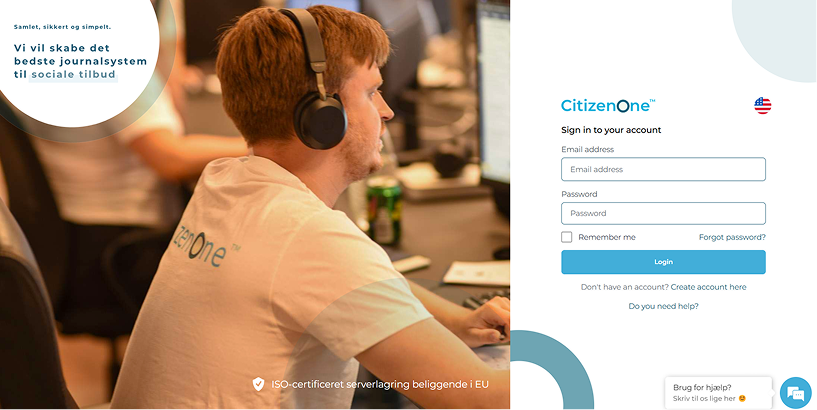 Samlet, sikkert og simpelt.
Vi vil skabe det
bedste journalsystem
til sociale tilbud
zenOne™
ISO-certificeret serverlagring beliggende i EU
CitizenOne™
Sign in to your account
Email address
Email address
Password
Password
Remember me
Forgot password?
Login
Don't have an account? Create account here
Do you need help?
Brug for hjælp?
Skriv til os lige her